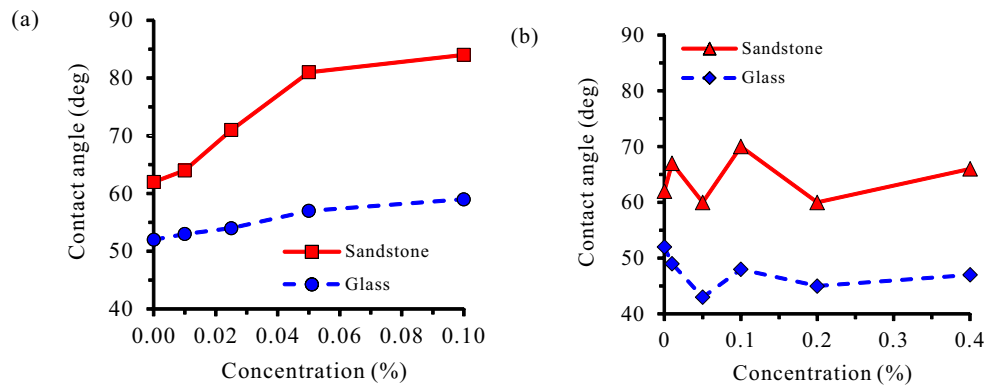 (a)
90
80
70
60
50
40
Contact angle (deg)
Sandstone
Glass
0.00 0.02 0.04 0.06 0.08 0.10
Concentration (%)
(b)
90
80
70
60
50
40
Contact angle (deg)
Sandstone
Glass
0 0.1 0.2 0.3 0.4
Concentration (%)